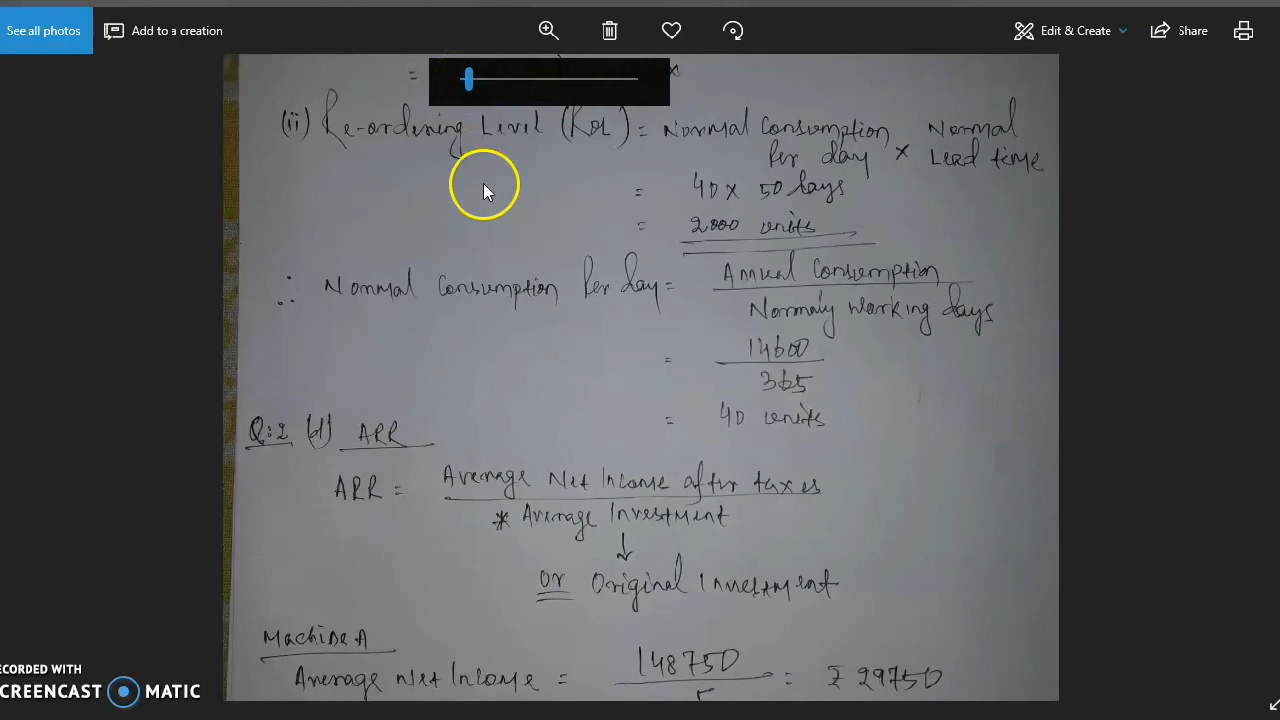 See all photos Add to a creation Edit & Create Share
=
(ii) Re-ordering Level (ROL) = Normal Consumption Per day × Normal Lead time
= 40 × 50 days
= 2000 units
∴ Normal Consumption Per day = Annual Consumption
Normaly working days
= 14600
365
= 40 units
Q:2 (d) ARR
ARR = Average Net Income after taxes
* Average Investment
↓
or Original Investment
Machine A
Average Net Income = 148750
5
= ₹ 29750
RECORDED WITH
SCREENCAST MATIC